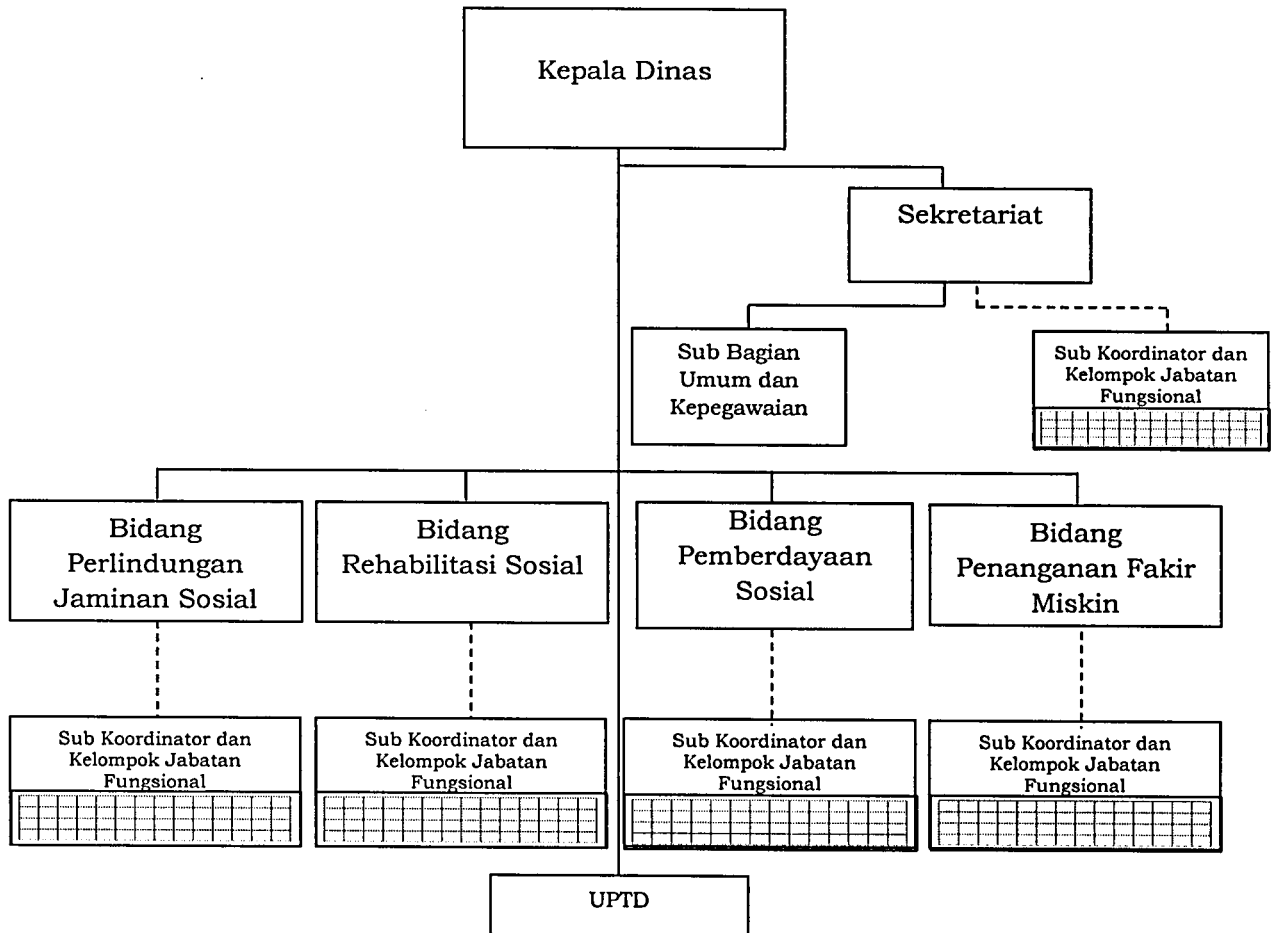 Kepala Dinas
Sekretariat
Sub Bagian
Umum dan
Kepegawaian
Sub Koordinator dan
Kelompok Jabatan
Fungsional
Bidang
Perlindungan
Jaminan Sosial
Bidang
Rehabilitasi Sosial
Bidang
Pemberdayaan
Sosial
Bidang
Penanganan Fakir
Miskin
Sub Koordinator dan
Kelompok Jabatan
Fungsional
Sub Koordinator dan
Kelompok Jabatan
Fungsional
Sub Koordinator dan
Kelompok Jabatan
Fungsional
Sub Koordinator dan
Kelompok Jabatan
Fungsional
UPTD